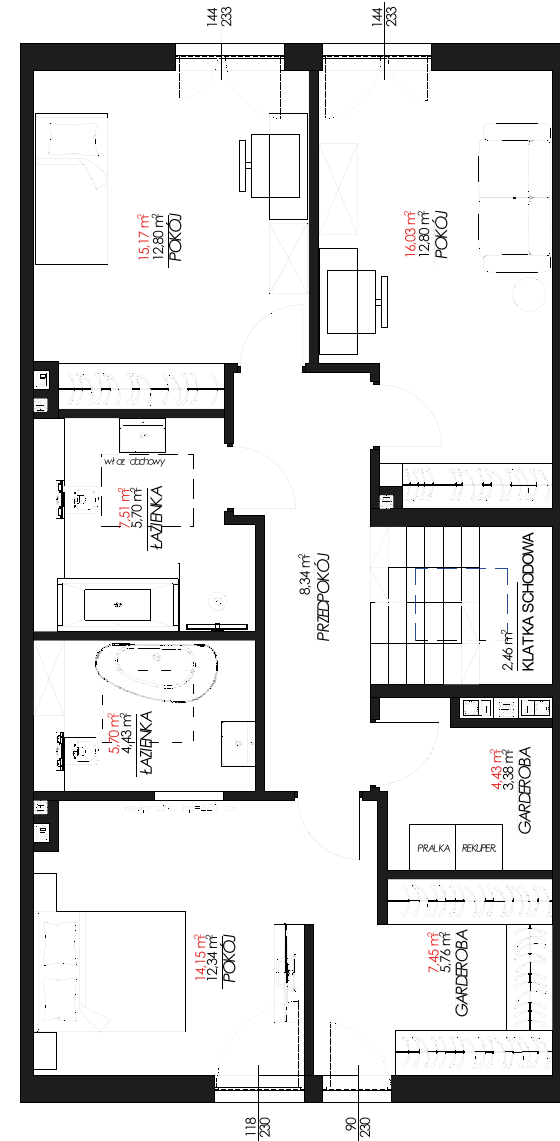 144
233
144
233
15,17 m²
12,80 m²
POKÓJ
16,03 m²
12,80 m²
POKÓJ
właz dachowy
7,51 m²
5,70 m²
ŁAZIENKA
8,34 m²
PRZEDPOKÓJ
2,46 m²
KLATKA SCHODOWA
5,70 m²
4,43 m²
ŁAZIENKA
4,43 m²
3,38 m²
GARDEROBA
PRALKA
REKUPER.
14,15 m²
12,34 m²
POKÓJ
7,45 m²
5,76 m²
GARDEROBA
118
230
90
230